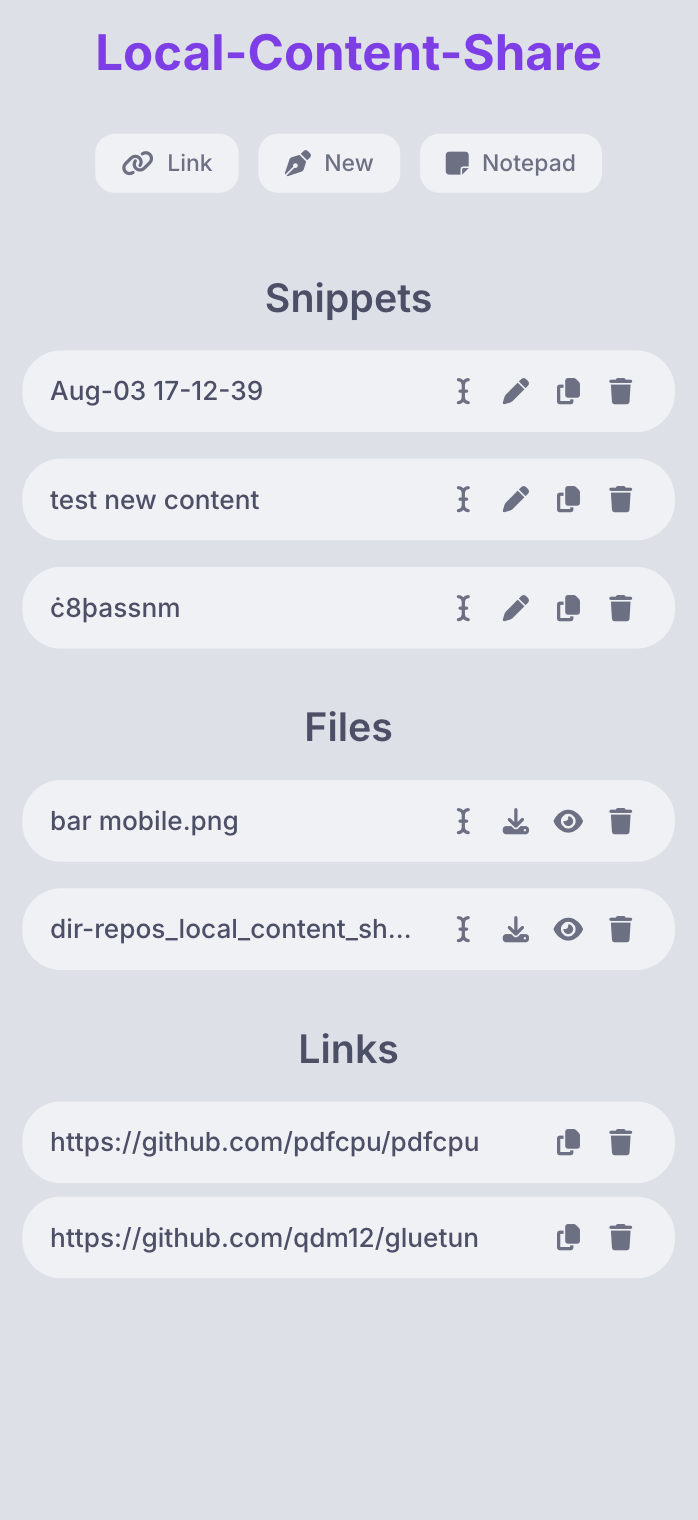 Local-Content-Share
Link
New
Notepad
Snippets
Aug-03 17-12-39
test new content
ċ8þassnm
Files
bar mobile.png
dir-repos_local_content_sh...
Links
https://github.com/pdfcpu/pdfcpu
https://github.com/qdm12/gluetun